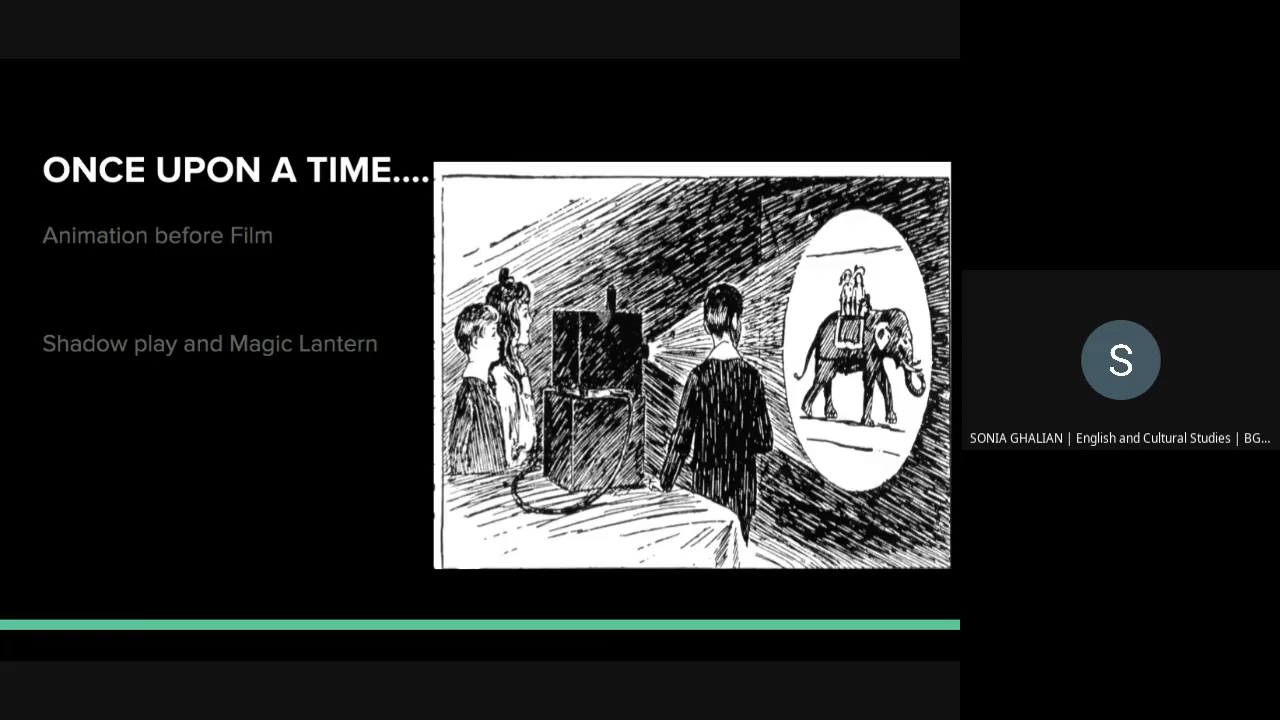 ONCE UPON A TIME....
Animation before Film
Shadow play and Magic Lantern
S
SONIA GHALIAN | English and Cultural Studies | BG...